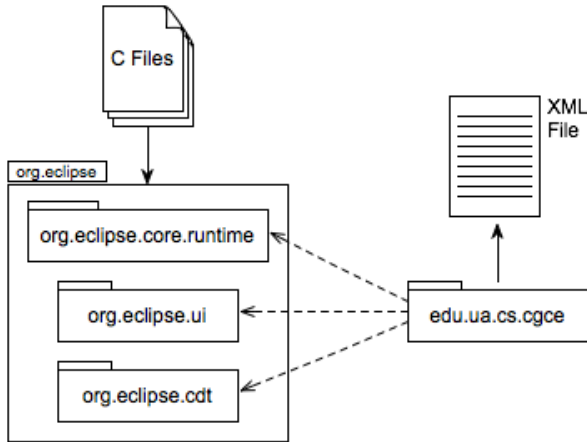 C Files
XML
File
org.eclipse
org.eclipse.core.runtime
org.eclipse.ui
edu.ua.cs.cgce
org.eclipse.cdt